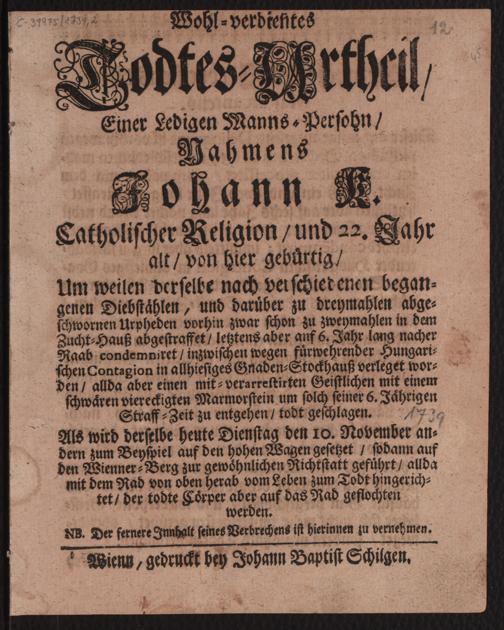 C-39975/1739,2
12
45
Wohl-verdientes
Todtes-Urtheil/
Einer Ledigen Manns-Persohn/
Nahmens
Johann K.
Catholischer Religion/und 22. Jahr
alt/von hier gebürtig/
Um weilen derselbe nach verschiedenen began-
genen Diebstählen, und darüber zu dreymahlen abge-
schwornen Urpheden vorhin zwar schon zu zweymahlen in dem
Zucht-Hauß abgestraffet/letztens aber auf 6. Jahr lang nacher
Raab condemniret/inzwischen wegen fürwehrender Hungari-
schen Contagion in allhiesiges Gnaden-Stockhauß verleget wor-
den/allda aber einen mit-verarrestirten Geistlichen mit einem
schwären viereckigten Marmorstein um solch seiner 6. Jährigen
Straff-Zeit zu entgehen/todt geschlagen.
1739
Als wird derselbe heute Dienstag den 10. November an-
dern zum Beyspiel auf den hohen Wagen gesetzet/sodann auf
den Wienner-Berg zur gewöhnlichen Richtstatt geführt/allda
mit dem Rad von oben herab vom Leben zum Todt hingerich-
tet/der todte Cörper aber auf das Rad geflochten
werden.
NB. Der fernere Innhalt seines Verbrechens ist hierinnen zu vernehmen.
Wienn, gedruckt bey Johann Baptist Schilgen.